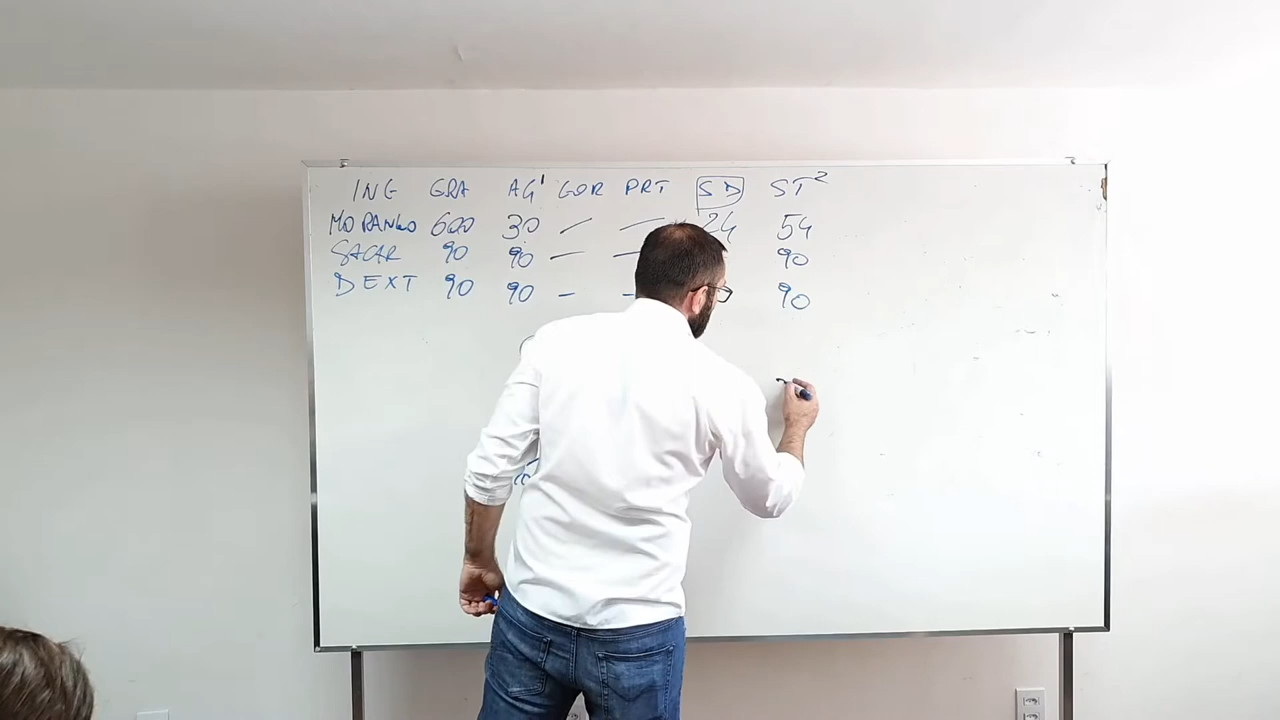 ING GRA AG¹ GOR PRT SD ST²
MORANGO 600 30 — — 24 54
SACAR 90 90 — — 90
DEXT 90 90 — — 90